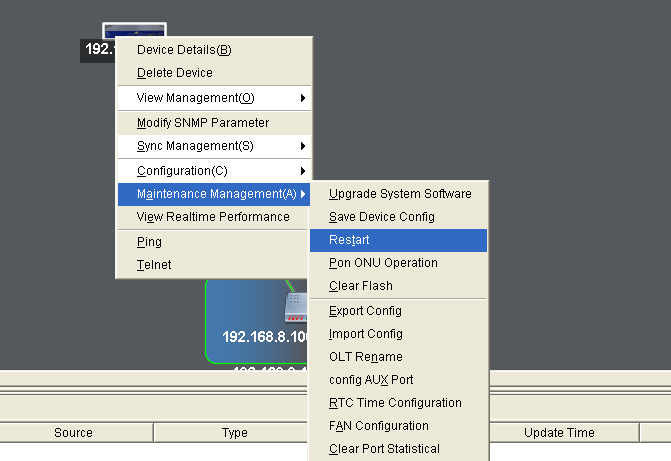 192.1
Device Details(B)
Delete Device
View Management(O)
Modify SNMP Parameter
Sync Management(S)
Configuration(C)
Maintenance Management(A)
View Realtime Performance
Ping
Telnet
Upgrade System Software
Save Device Config
Restart
Pon ONU Operation
Clear Flash
Export Config
Import Config
OLT Rename
config AUX Port
RTC Time Configuration
FAN Configuration
Clear Port Statistical
192.168.8.100
Source
Type
Update Time